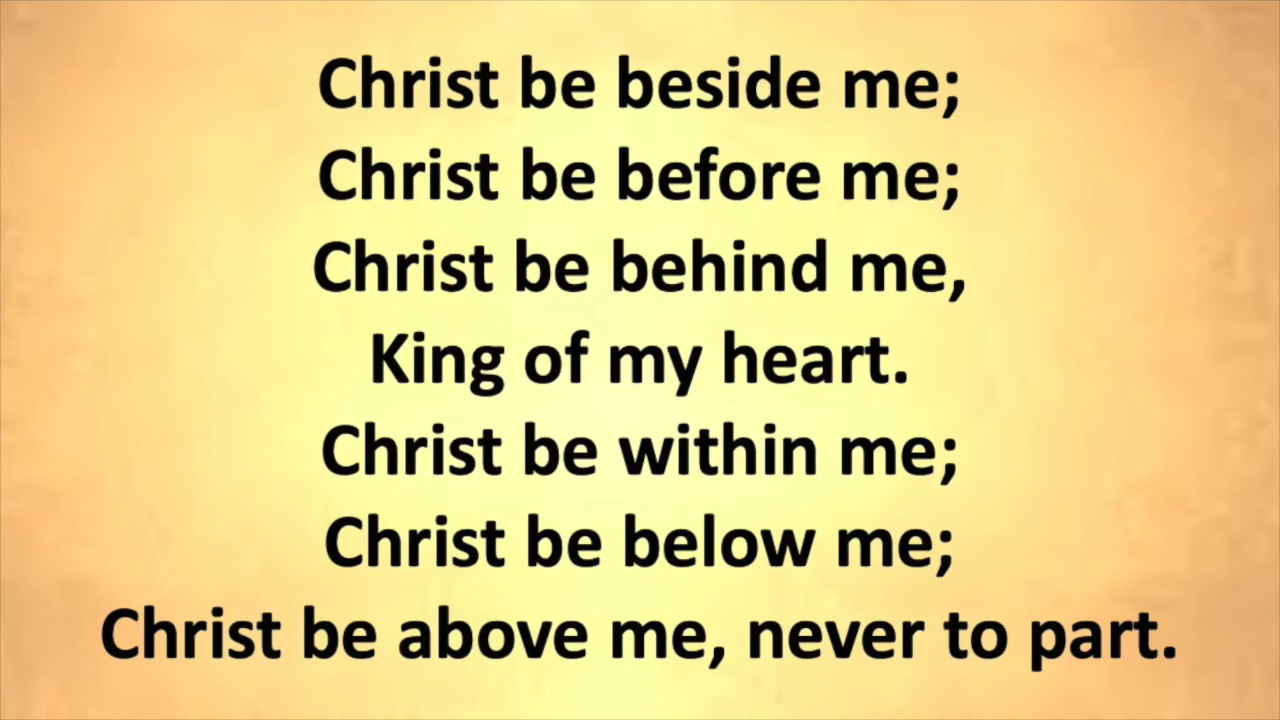 Christ be beside me;
Christ be before me;
Christ be behind me,
King of my heart.
Christ be within me;
Christ be below me;
Christ be above me, never to part.